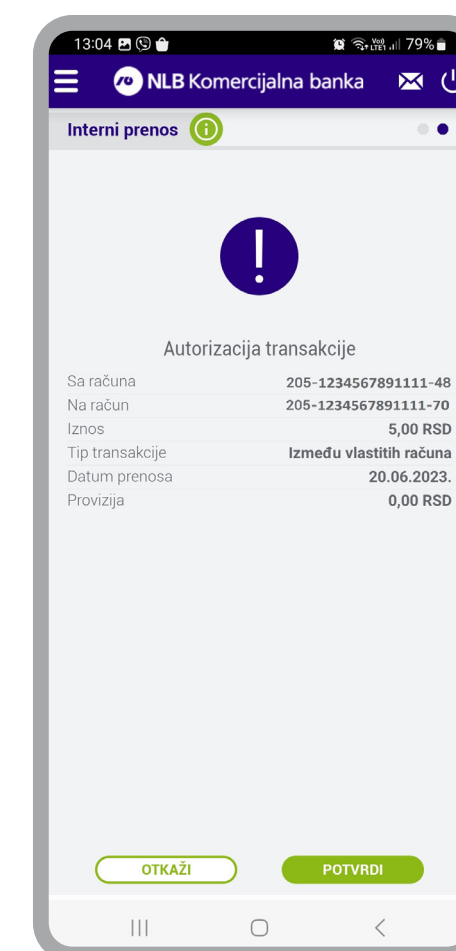 13:04 79%
NLB Komercijalna banka
Interni prenos
Autorizacija transakcije
Sa računa 205-1234567891111-48
Na račun 205-1234567891111-70
Iznos 5,00 RSD
Tip transakcije Između vlastitih računa
Datum prenosa 20.06.2023.
Provizija 0,00 RSD
OTKAŽI POTVRDI